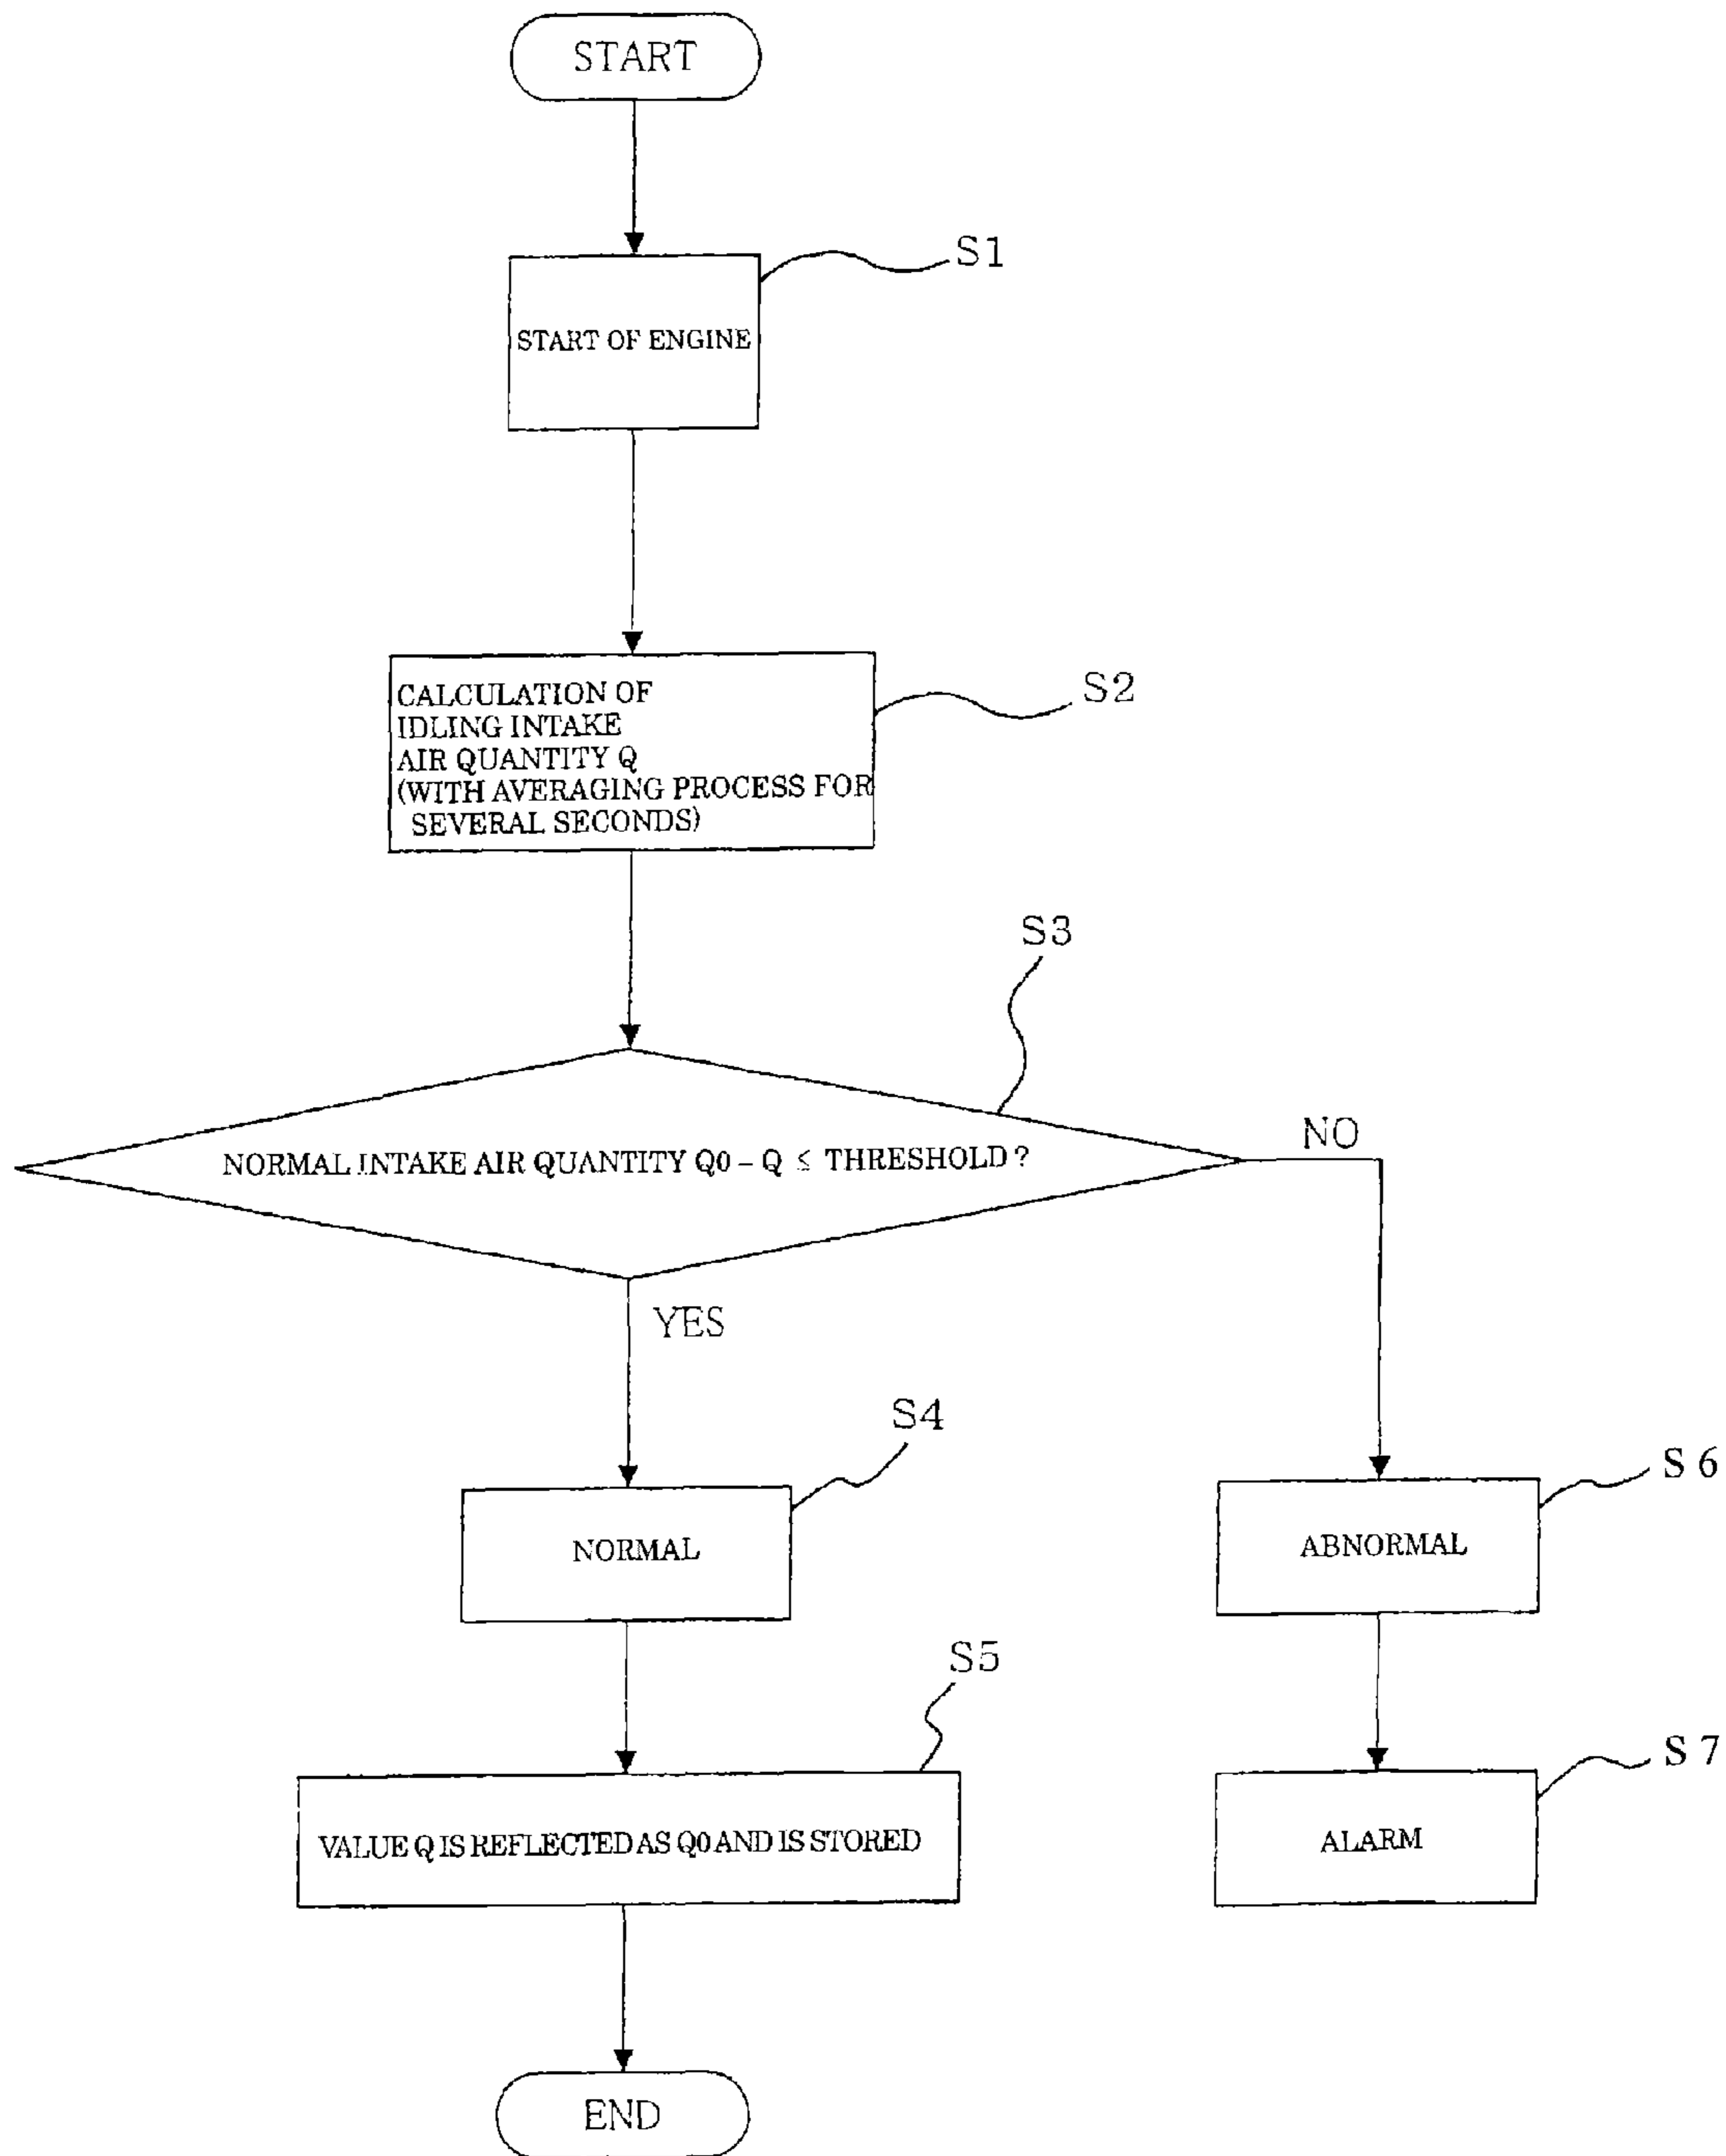 START
S1
START OF ENGINE
S2
CALCULATION OF
IDLING INTAKE
AIR QUANTITY Q
(WITH AVERAGING PROCESS FOR
SEVERAL SECONDS)
S3
NO
NORMAL INTAKE AIR QUANTITY Q0 – Q ≤ THRESHOLD ?
YES
S4
S 6
NORMAL
ABNORMAL
S5
S 7
VALUE Q IS REFLECTED AS Q0 AND IS STORED
ALARM
END